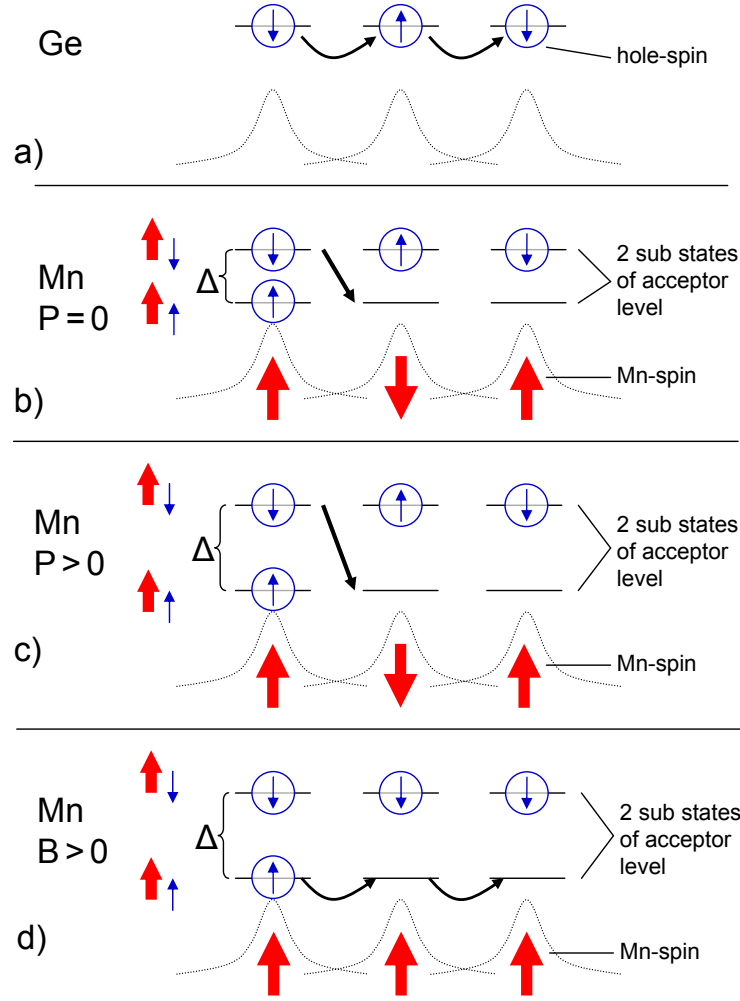 Ge
hole-spin
a)
Mn
P = 0
Δ
2 sub states
of acceptor
level
Mn-spin
b)
Mn
P > 0
Δ
2 sub states
of acceptor
level
Mn-spin
c)
Mn
B > 0
Δ
2 sub states
of acceptor
level
Mn-spin
d)